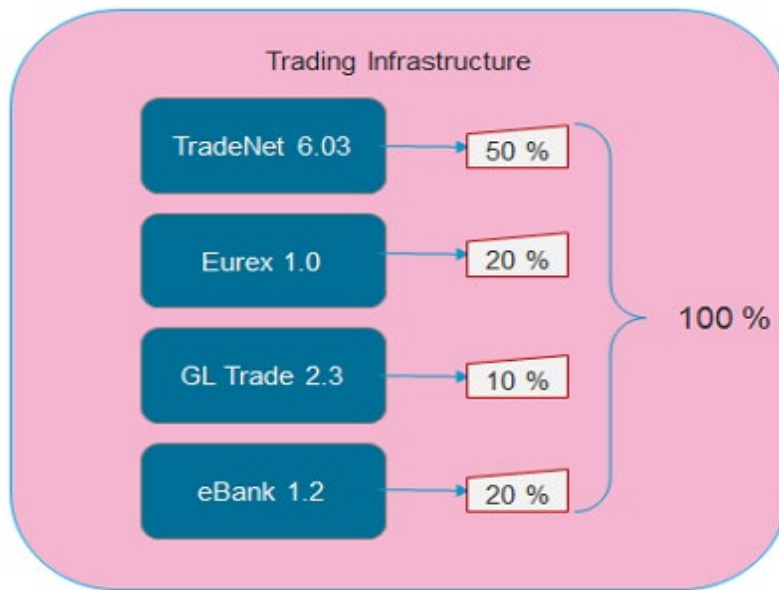 Trading Infrastructure
TradeNet 6.03
50 %
Eurex 1.0
20 %
100 %
GL Trade 2.3
10 %
eBank 1.2
20 %